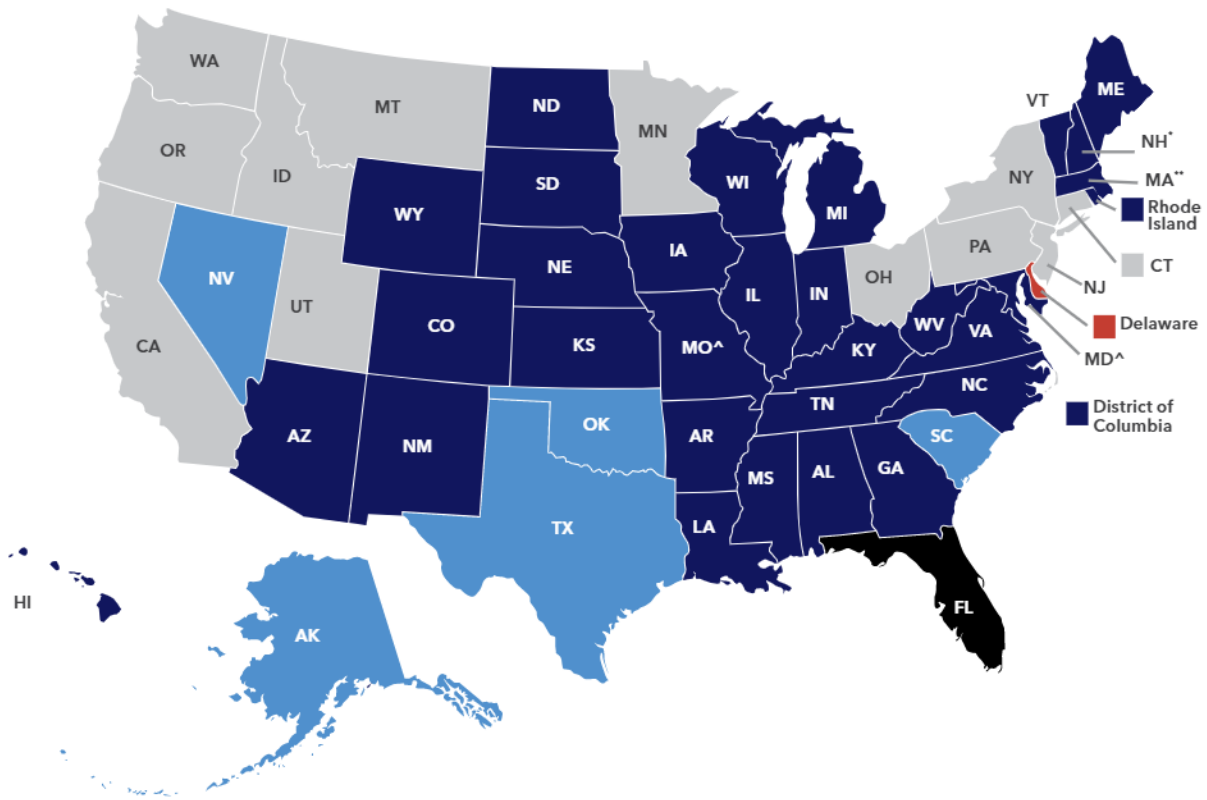 WA
MT
ND
MN
VT
ME
OR
ID
SD
WI
MI
NY
NH*
MA**
Rhode
Island
WY
NV
UT
NE
IA
PA
CT
OH
NJ
CA
CO
KS
MO^
IL
IN
WV
VA
Delaware
MD^
KY
NC
District of
Columbia
AZ
NM
OK
AR
TN
SC
MS
AL
GA
TX
LA
HI
AK
FL